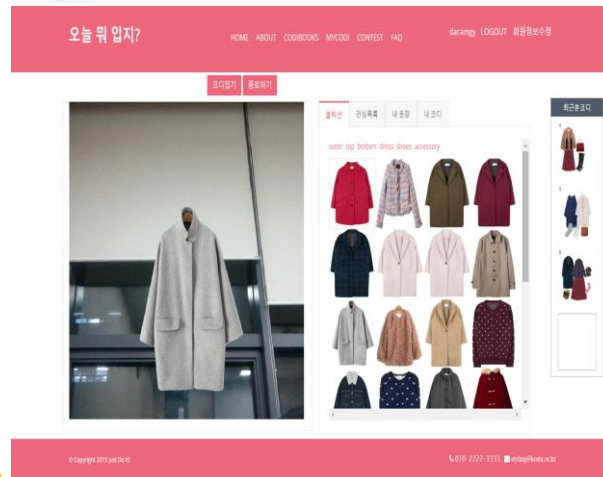 오늘 뭐 입지?
HOME ABOUT CODIBOOKS MYCODI CONTEST FAQ
daramgy LOGOUT 회원정보수정
코디입기 종료하기
컬렉션 관심목록 내 옷장 내 코디
outer top bottom dress shoes accessory
최근본코디
© Copyright 2015 Just Do It!
010-2222-3333